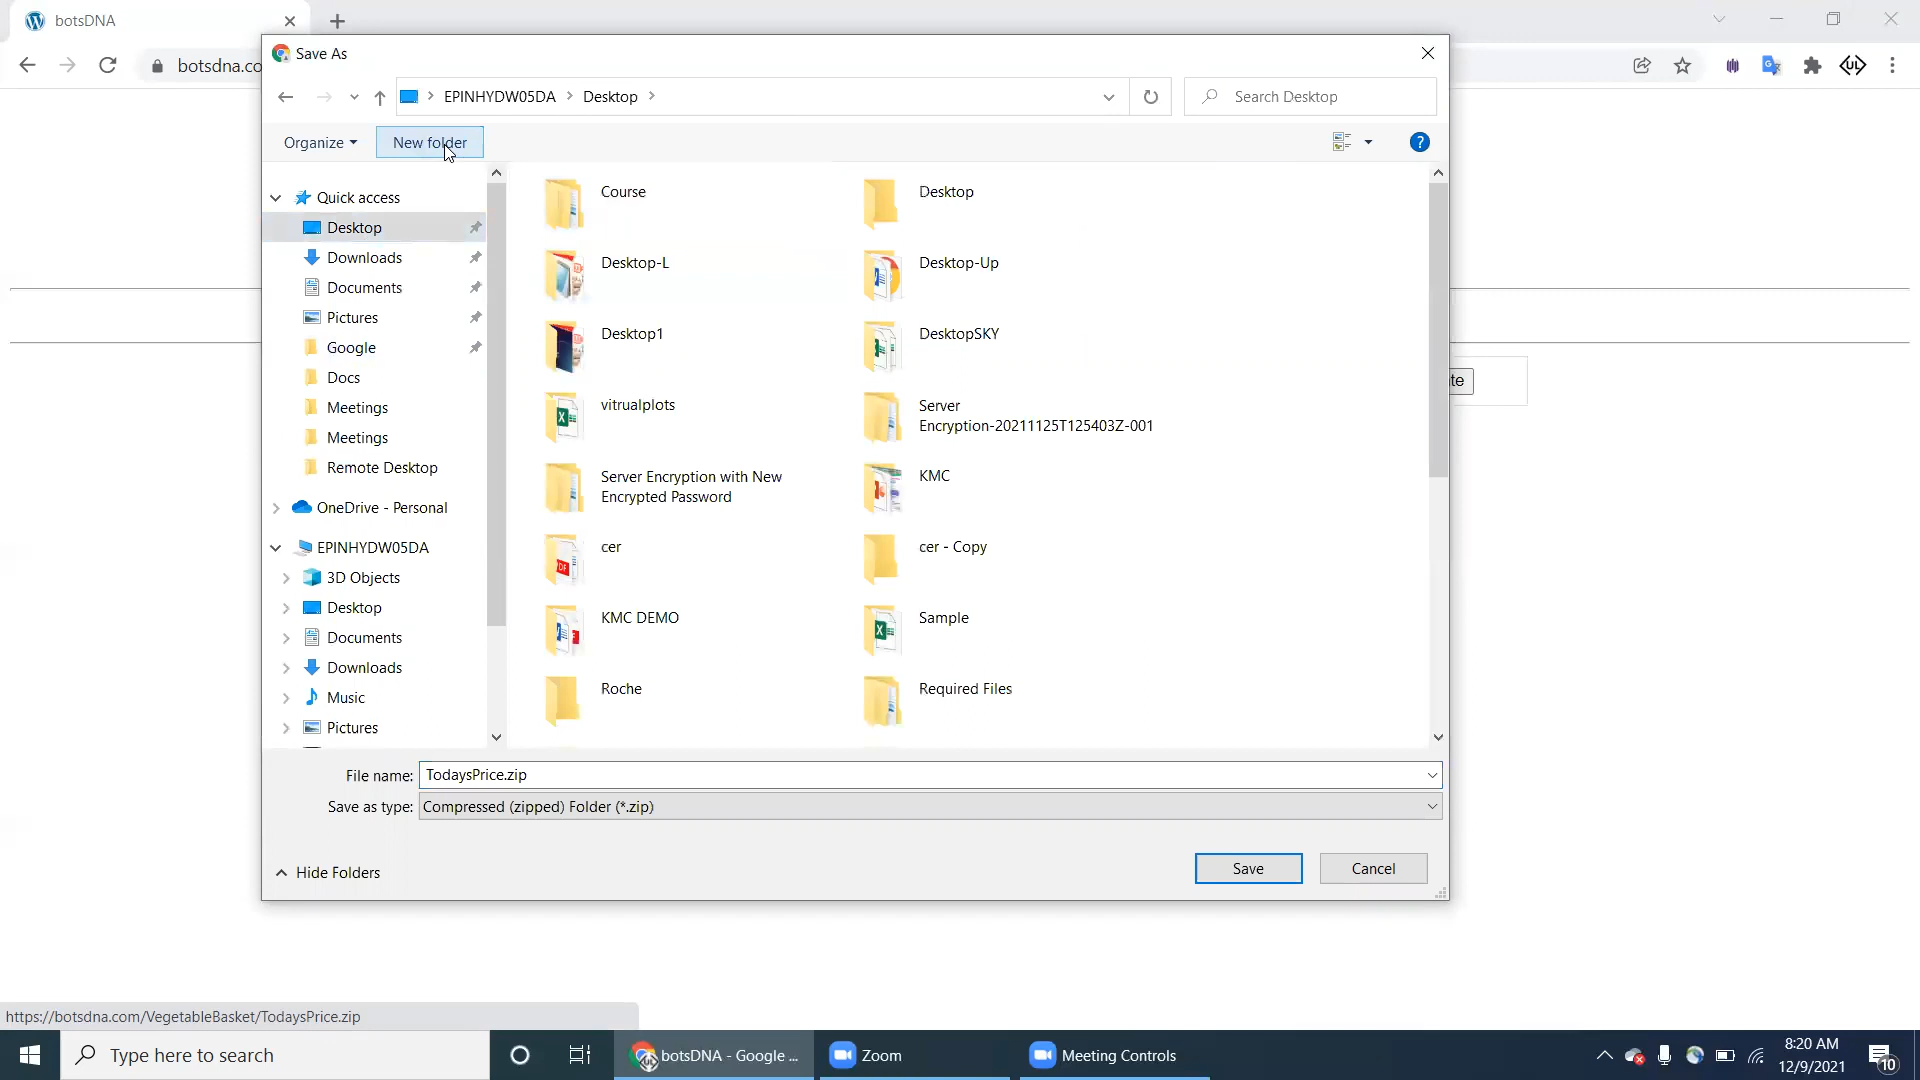 botsDNA
botsdna.co
Save As
EPINHYDW05DA
Desktop
Search Desktop
Organize
New folder
Quick access
Desktop
Downloads
Documents
Pictures
Google
Docs
Meetings
Meetings
Remote Desktop
OneDrive - Personal
EPINHYDW05DA
3D Objects
Desktop
Documents
Downloads
Music
Pictures
Course
Desktop
Desktop-L
Desktop-Up
Desktop1
DesktopSKY
vitrualplots
Server
Encryption-20211125T125403Z-001
Server Encryption with New
Encrypted Password
KMC
cer
cer - Copy
KMC DEMO
Sample
Roche
Required Files
te
File name: TodaysPrice.zip
Save as type: Compressed (zipped) Folder (*.zip)
Hide Folders
Save
Cancel
https://botsdna.com/VegetableBasket/TodaysPrice.zip
Type here to search
botsDNA - Google ...
Zoom
Meeting Controls
8:20 AM
12/9/2021
10